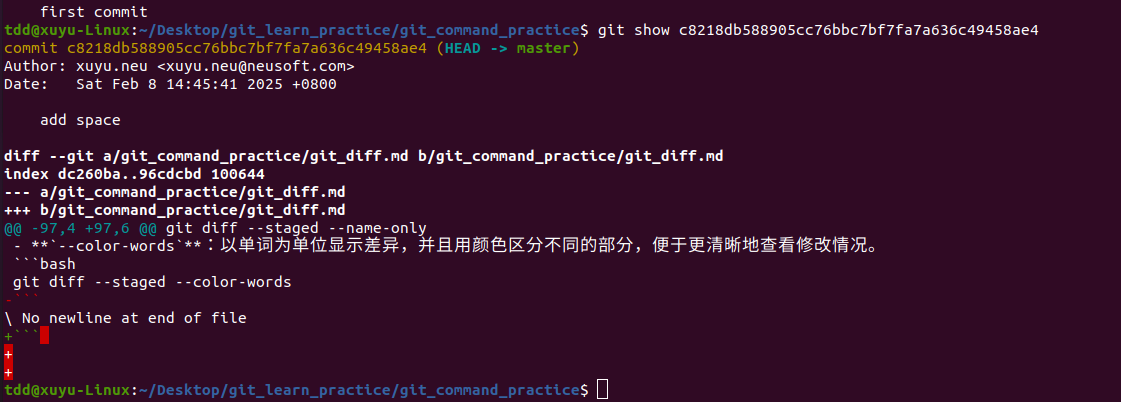 first commit
tdd@xuyu-Linux:~/Desktop/git_learn_practice/git_command_practice$ git show c8218db588905cc76bbc7bf7fa7a636c49458ae4
commit c8218db588905cc76bbc7bf7fa7a636c49458ae4 (HEAD -> master)
Author: xuyu.neu <xuyu.neu@neusoft.com>
Date:   Sat Feb 8 14:45:41 2025 +0800
    add space
diff --git a/git_command_practice/git_diff.md b/git_command_practice/git_diff.md
index dc260ba..96cdcbd 100644
--- a/git_command_practice/git_diff.md
+++ b/git_command_practice/git_diff.md
@@ -97,4 +97,6 @@ git diff --staged --name-only
 - **`--color-words`**：以单词为单位显示差异，并且用颜色区分不同的部分，便于更清晰地查看修改情况。
 ```bash
 git diff --staged --color-words
-```
\ No newline at end of file
+```
+
+
tdd@xuyu-Linux:~/Desktop/git_learn_practice/git_command_practice$